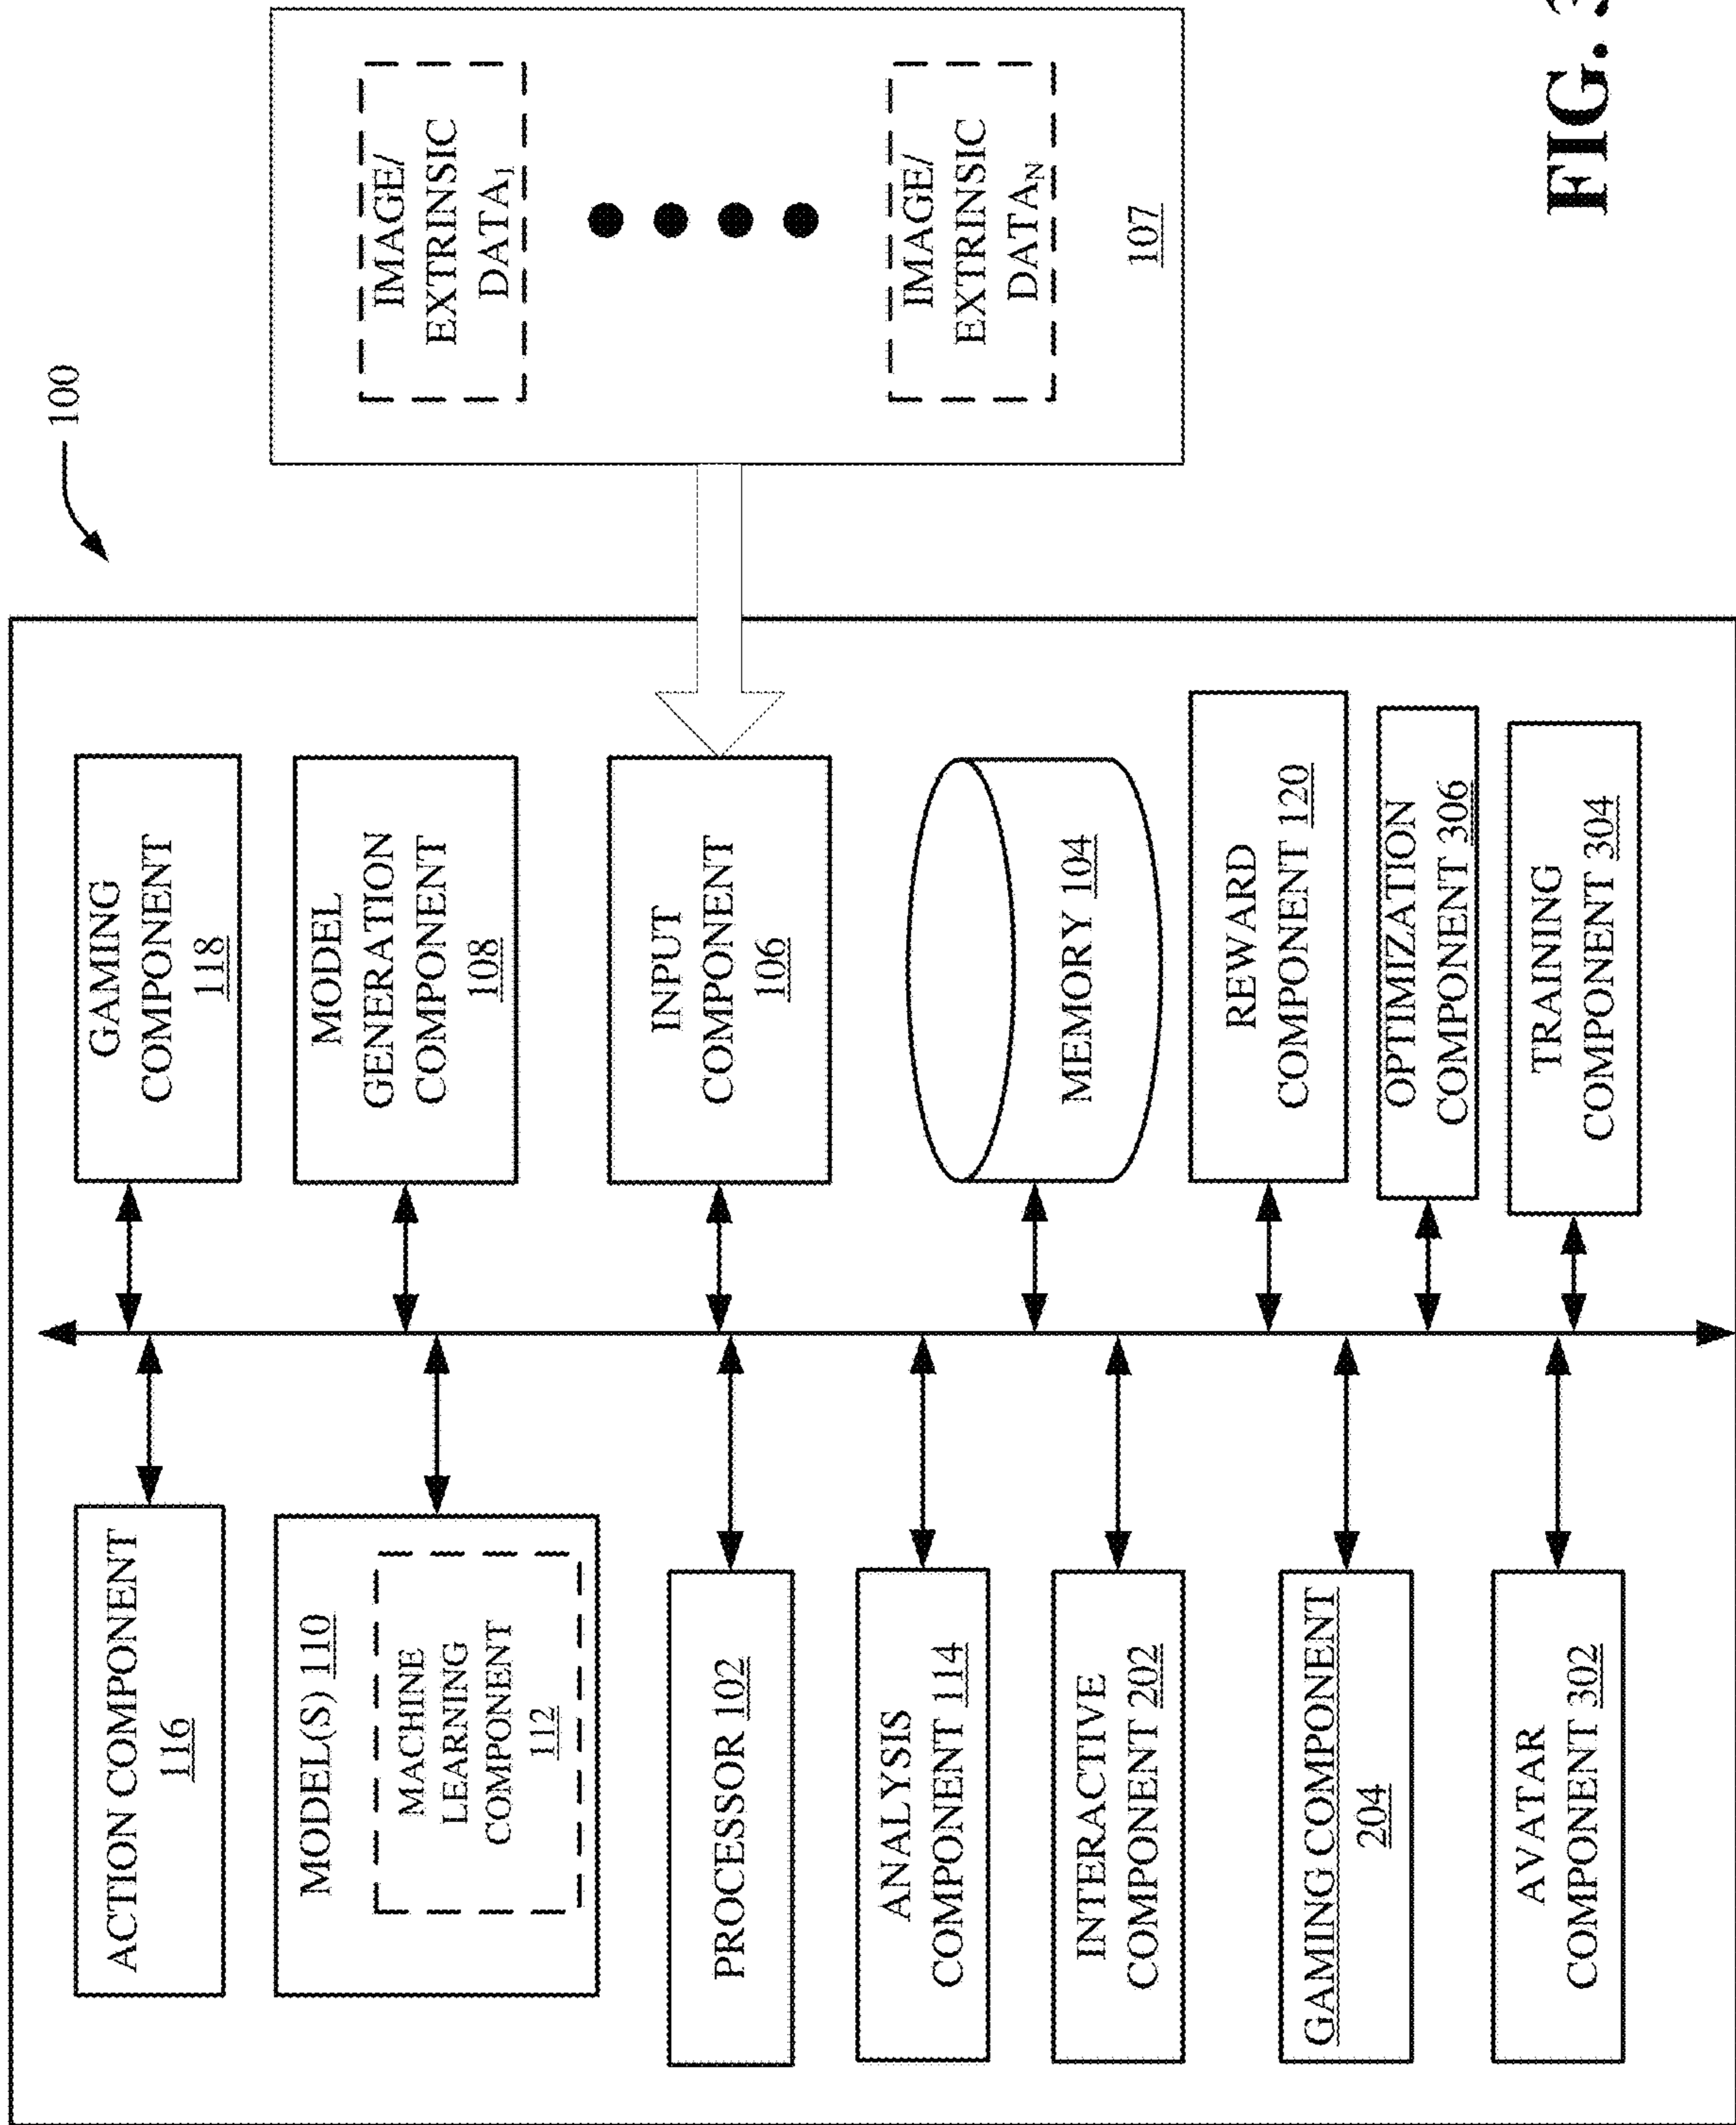 100
ACTION COMPONENT
116
MODEL(S) 110
MACHINE
LEARNING
COMPONENT
112
PROCESSOR 102
ANALYSIS
COMPONENT 114
INTERACTIVE
COMPONENT 202
GAMING COMPONENT
204
AVATAR
COMPONENT 302
GAMING
COMPONENT
118
MODEL
GENERATION
COMPONENT
108
INPUT
COMPONENT
106
MEMORY 104
REWARD
COMPONENT 120
OPTIMIZATION
COMPONENT 306
TRAINING
COMPONENT 304
IMAGE/
EXTRINSIC
DATA₁
IMAGE/
EXTRINSIC
DATA_N
107
FIG. 3